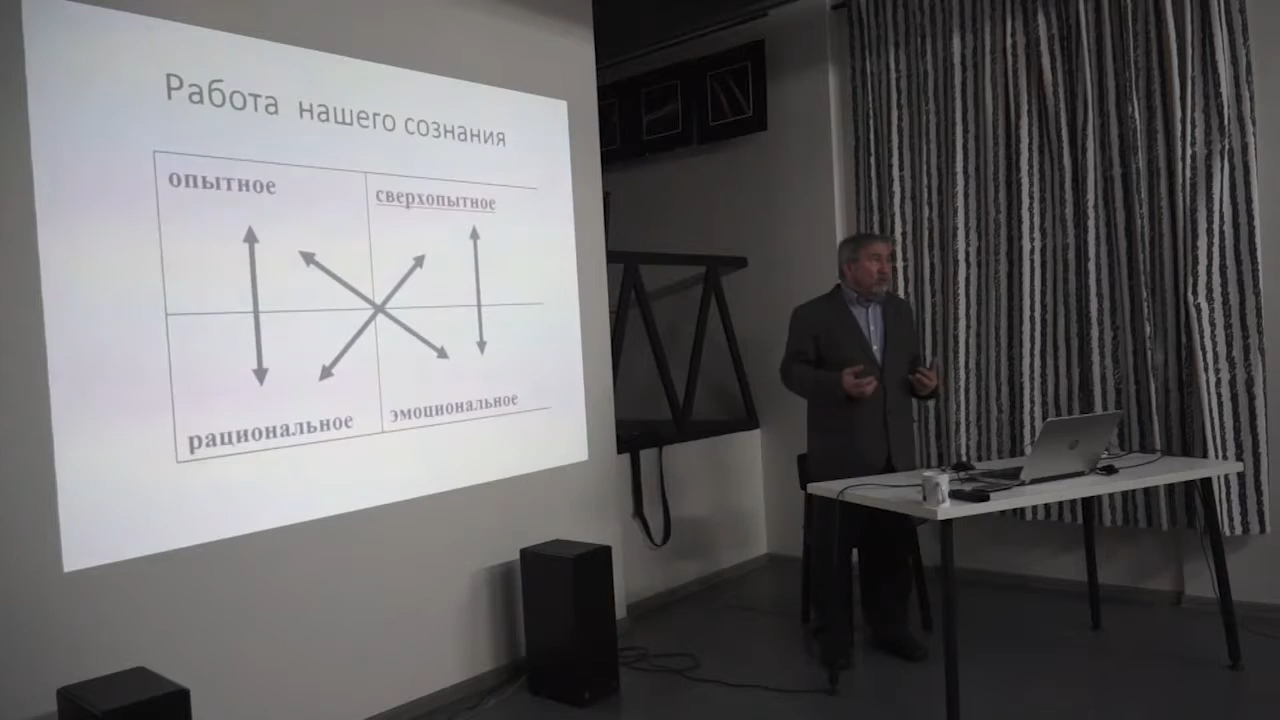 Работа нашего сознания
опытное
сверхопытное
рациональное
эмоциональное